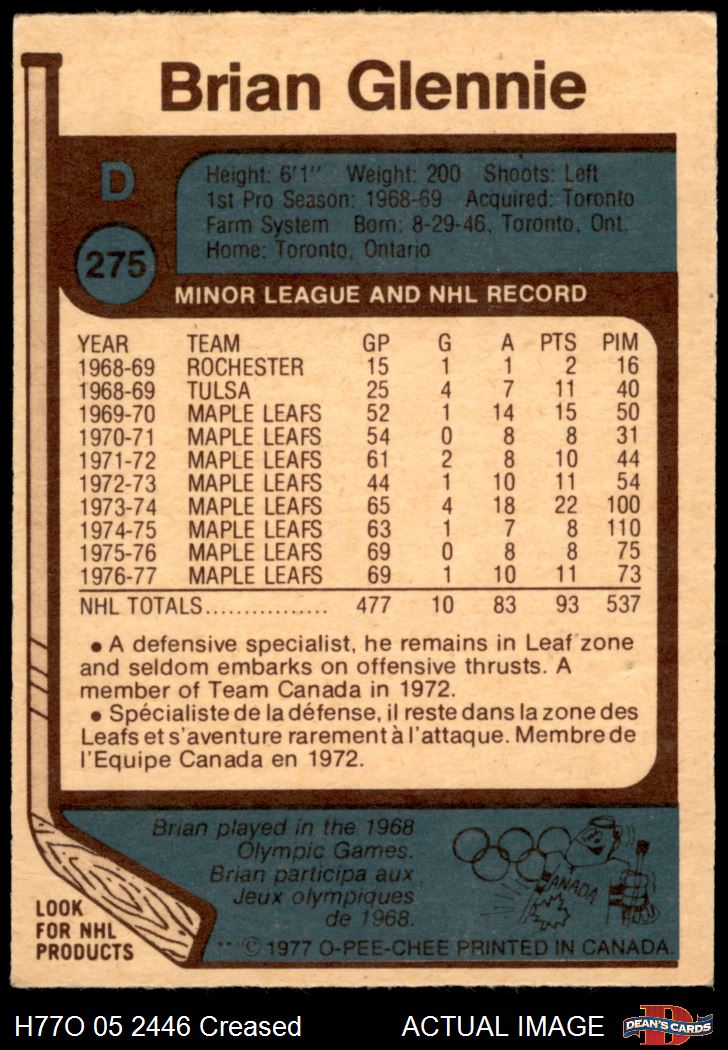 Brian Glennie
D
275
Height: 6'1" Weight: 200 Shoots: Left
1st Pro Season: 1968-69 Acquired: Toronto
Farm System Born: 8-29-46, Toronto, Ont.
Home: Toronto, Ontario
MINOR LEAGUE AND NHL RECORD
YEAR TEAM GP G A PTS PIM
1968-69 ROCHESTER 15 1 1 2 16
1968-69 TULSA 25 4 7 11 40
1969-70 MAPLE LEAFS 52 1 14 15 50
1970-71 MAPLE LEAFS 54 0 8 8 31
1971-72 MAPLE LEAFS 61 2 8 10 44
1972-73 MAPLE LEAFS 44 1 10 11 54
1973-74 MAPLE LEAFS 65 4 18 22 100
1974-75 MAPLE LEAFS 63 1 7 8 110
1975-76 MAPLE LEAFS 69 0 8 8 75
1976-77 MAPLE LEAFS 69 1 10 11 73
NHL TOTALS................ 477 10 83 93 537
● A defensive specialist, he remains in Leaf zone
and seldom embarks on offensive thrusts. A
member of Team Canada in 1972.
● Spécialiste de la défense, il reste dans la zone des
Leafs et s'aventure rarement à l'attaque. Membre de
l'Equipe Canada en 1972.
Brian played in the 1968
Olympic Games.
Brian participa aux
Jeux olympiques
de 1968.
CANADA
LOOK
FOR NHL
PRODUCTS
** © 1977 O-PEE-CHEE PRINTED IN CANADA.
H77O 05 2446 Creased ACTUAL IMAGE
D
DEAN'S CARDS